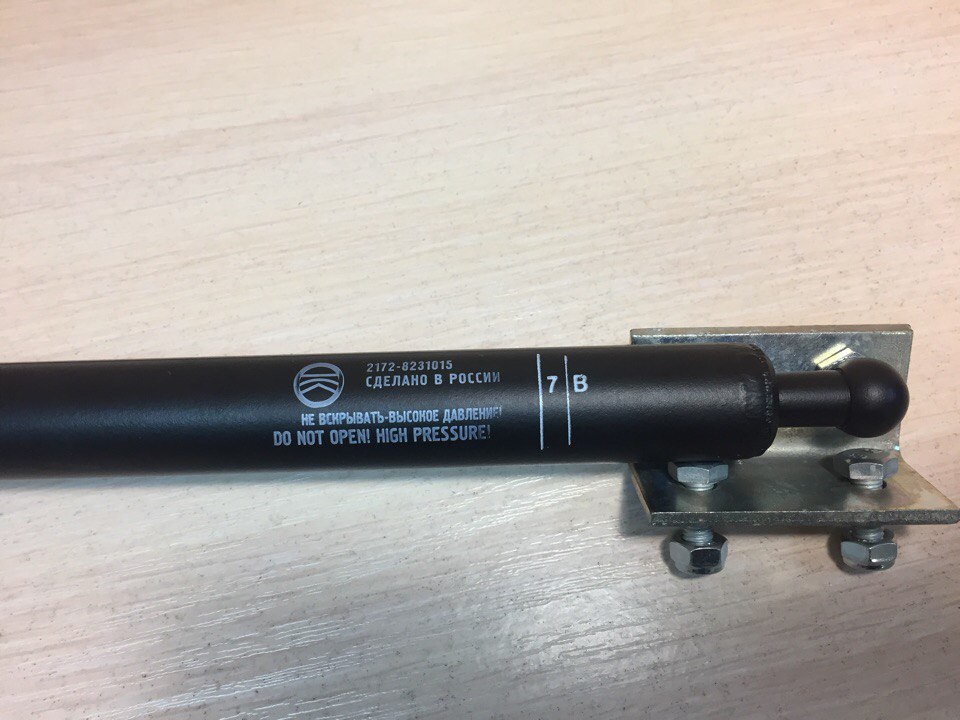 2172-8231015
СДЕЛАНО В РОССИИ
НЕ ВСКРЫВАТЬ-ВЫСОКОЕ ДАВЛЕНИЕ!
DO NOT OPEN! HIGH PRESSURE!
7 B